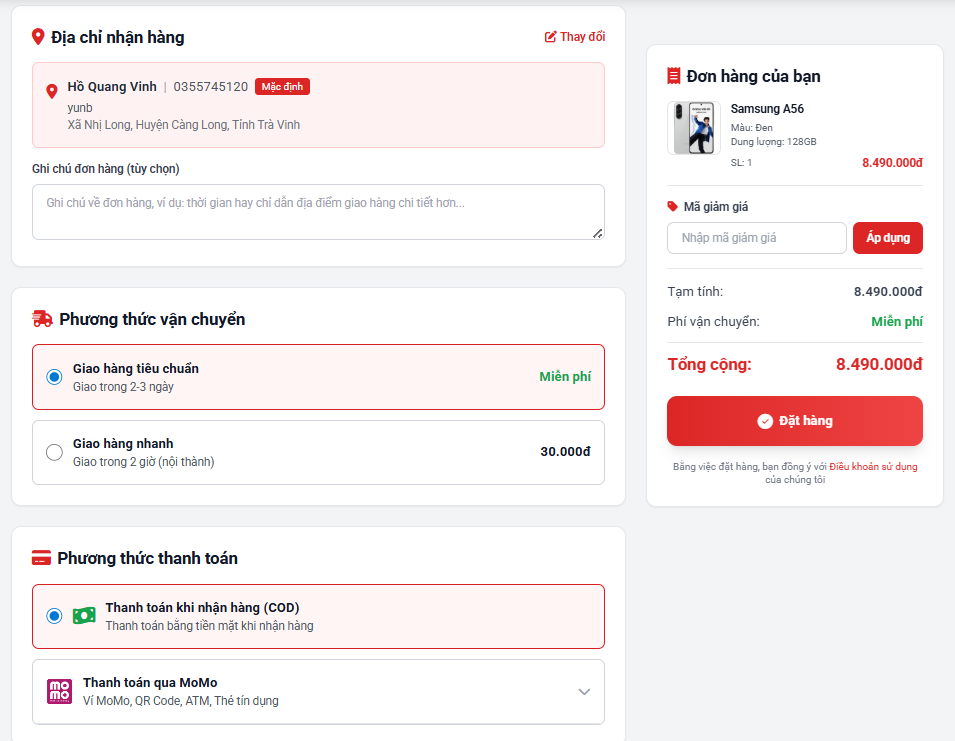 Địa chỉ nhận hàng
Thay đổi
Hồ Quang Vinh | 0355745120 Mặc định
yunb
Xã Nhị Long, Huyện Càng Long, Tỉnh Trà Vinh
Ghi chú đơn hàng (tùy chọn)
Ghi chú về đơn hàng, ví dụ: thời gian hay chỉ dẫn địa điểm giao hàng chi tiết hơn...
Phương thức vận chuyển
Giao hàng tiêu chuẩn
Giao trong 2-3 ngày
Miễn phí
Giao hàng nhanh
Giao trong 2 giờ (nội thành)
30.000đ
Phương thức thanh toán
Thanh toán khi nhận hàng (COD)
Thanh toán bằng tiền mặt khi nhận hàng
mo
mo
Thanh toán qua MoMo
Ví MoMo, QR Code, ATM, Thẻ tín dụng
Đơn hàng của bạn
Samsung A56
Màu: Đen
Dung lượng: 128GB
SL: 1
8.490.000đ
Mã giảm giá
Nhập mã giảm giá
Áp dụng
Tạm tính: 8.490.000đ
Phí vận chuyển: Miễn phí
Tổng cộng: 8.490.000đ
Đặt hàng
Bằng việc đặt hàng, bạn đồng ý với Điều khoản sử dụng
của chúng tôi